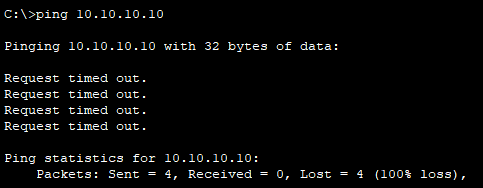 C:\>ping 10.10.10.10
Pinging 10.10.10.10 with 32 bytes of data:
Request timed out.
Request timed out.
Request timed out.
Request timed out.
Ping statistics for 10.10.10.10:
Packets: Sent = 4, Received = 0, Lost = 4 (100% loss),